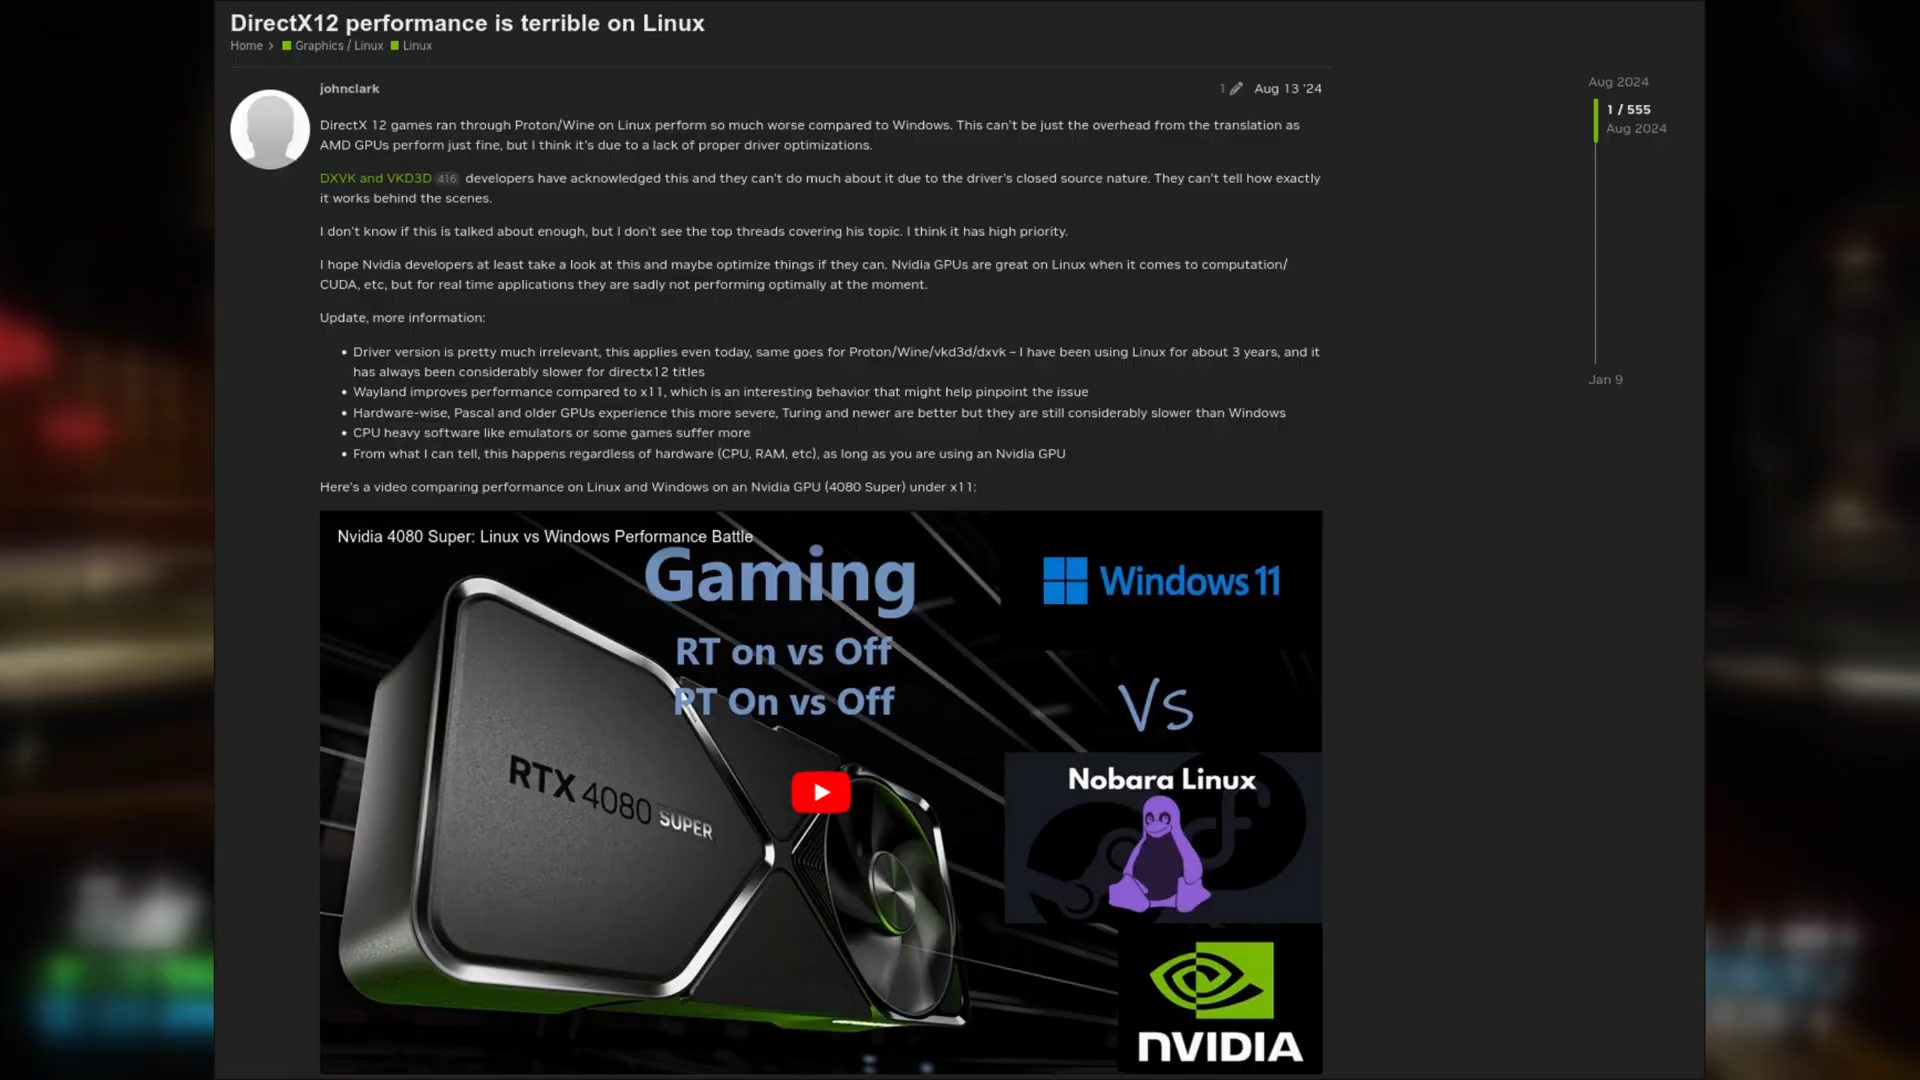 DirectX12 performance is terrible on Linux
Home > Graphics / Linux Linux
johnclark
1 Aug 13 '24
DirectX 12 games ran through Proton/Wine on Linux perform so much worse compared to Windows. This can't be just the overhead from the translation as
AMD GPUs perform just fine, but I think it's due to a lack of proper driver optimizations.
DXVK and VKD3D 416 developers have acknowledged this and they can't do much about it due to the driver's closed source nature. They can't tell how exactly
it works behind the scenes.
I don't know if this is talked about enough, but I don't see the top threads covering his topic. I think it has high priority.
I hope Nvidia developers at least take a look at this and maybe optimize things if they can. Nvidia GPUs are great on Linux when it comes to computation/
CUDA, etc, but for real time applications they are sadly not performing optimally at the moment.
Update, more information:
• Driver version is pretty much irrelevant, this applies even today, same goes for Proton/Wine/vkd3d/dxvk – I have been using Linux for about 3 years, and it
has always been considerably slower for directx12 titles
• Wayland improves performance compared to x11, which is an interesting behavior that might help pinpoint the issue
• Hardware-wise, Pascal and older GPUs experience this more severe, Turing and newer are better but they are still considerably slower than Windows
• CPU heavy software like emulators or some games suffer more
• From what I can tell, this happens regardless of hardware (CPU, RAM, etc), as long as you are using an Nvidia GPU
Here's a video comparing performance on Linux and Windows on an Nvidia GPU (4080 Super) under x11:
Nvidia 4080 Super: Linux vs Windows Performance Battle
Gaming
RT on vs Off
PT On vs Off
Windows 11
Vs
Nobara Linux
RTX 4080 SUPER
NVIDIA
Aug 2024
1 / 555
Aug 2024
Jan 9